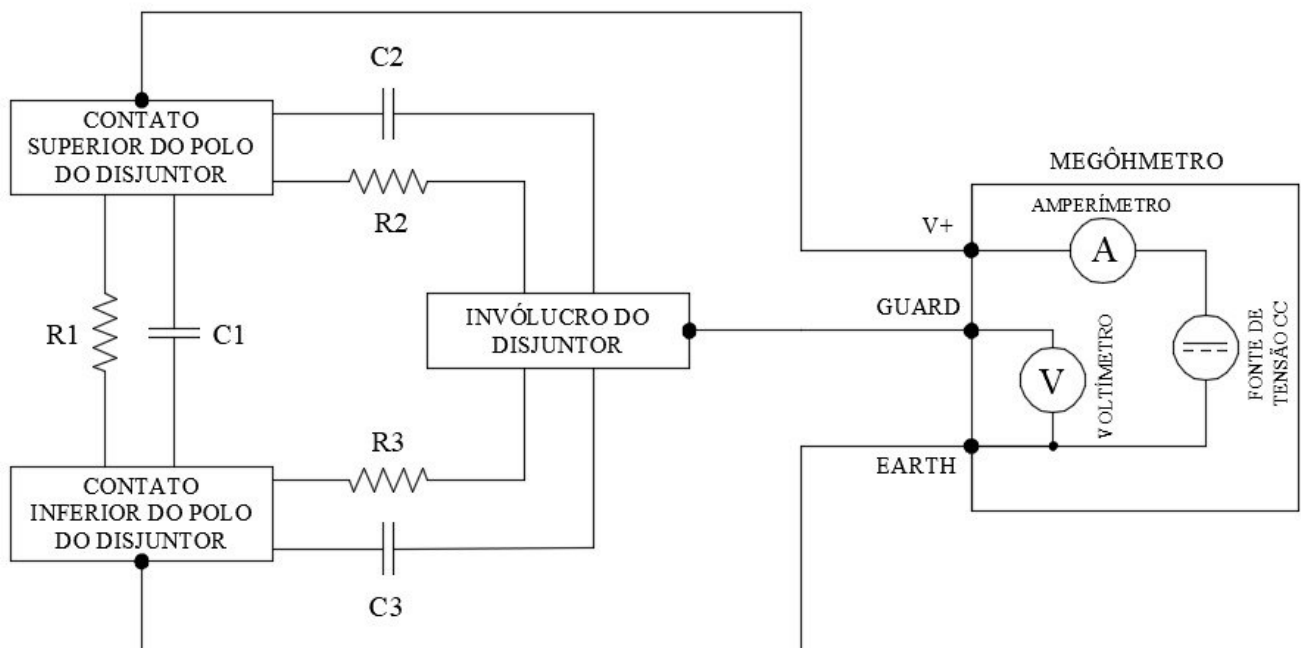 C2
CONTATO
SUPERIOR DO POLO
DO DISJUNTOR
R2
R1
C1
INVÓLUCRO DO
DISJUNTOR
R3
CONTATO
INFERIOR DO POLO
DO DISJUNTOR
C3
MEGÔHMETRO
AMPERÍMETRO
V+
A
GUARD
V
VOLTÍMETRO
FONTE DE
TENSÃO CC
EARTH